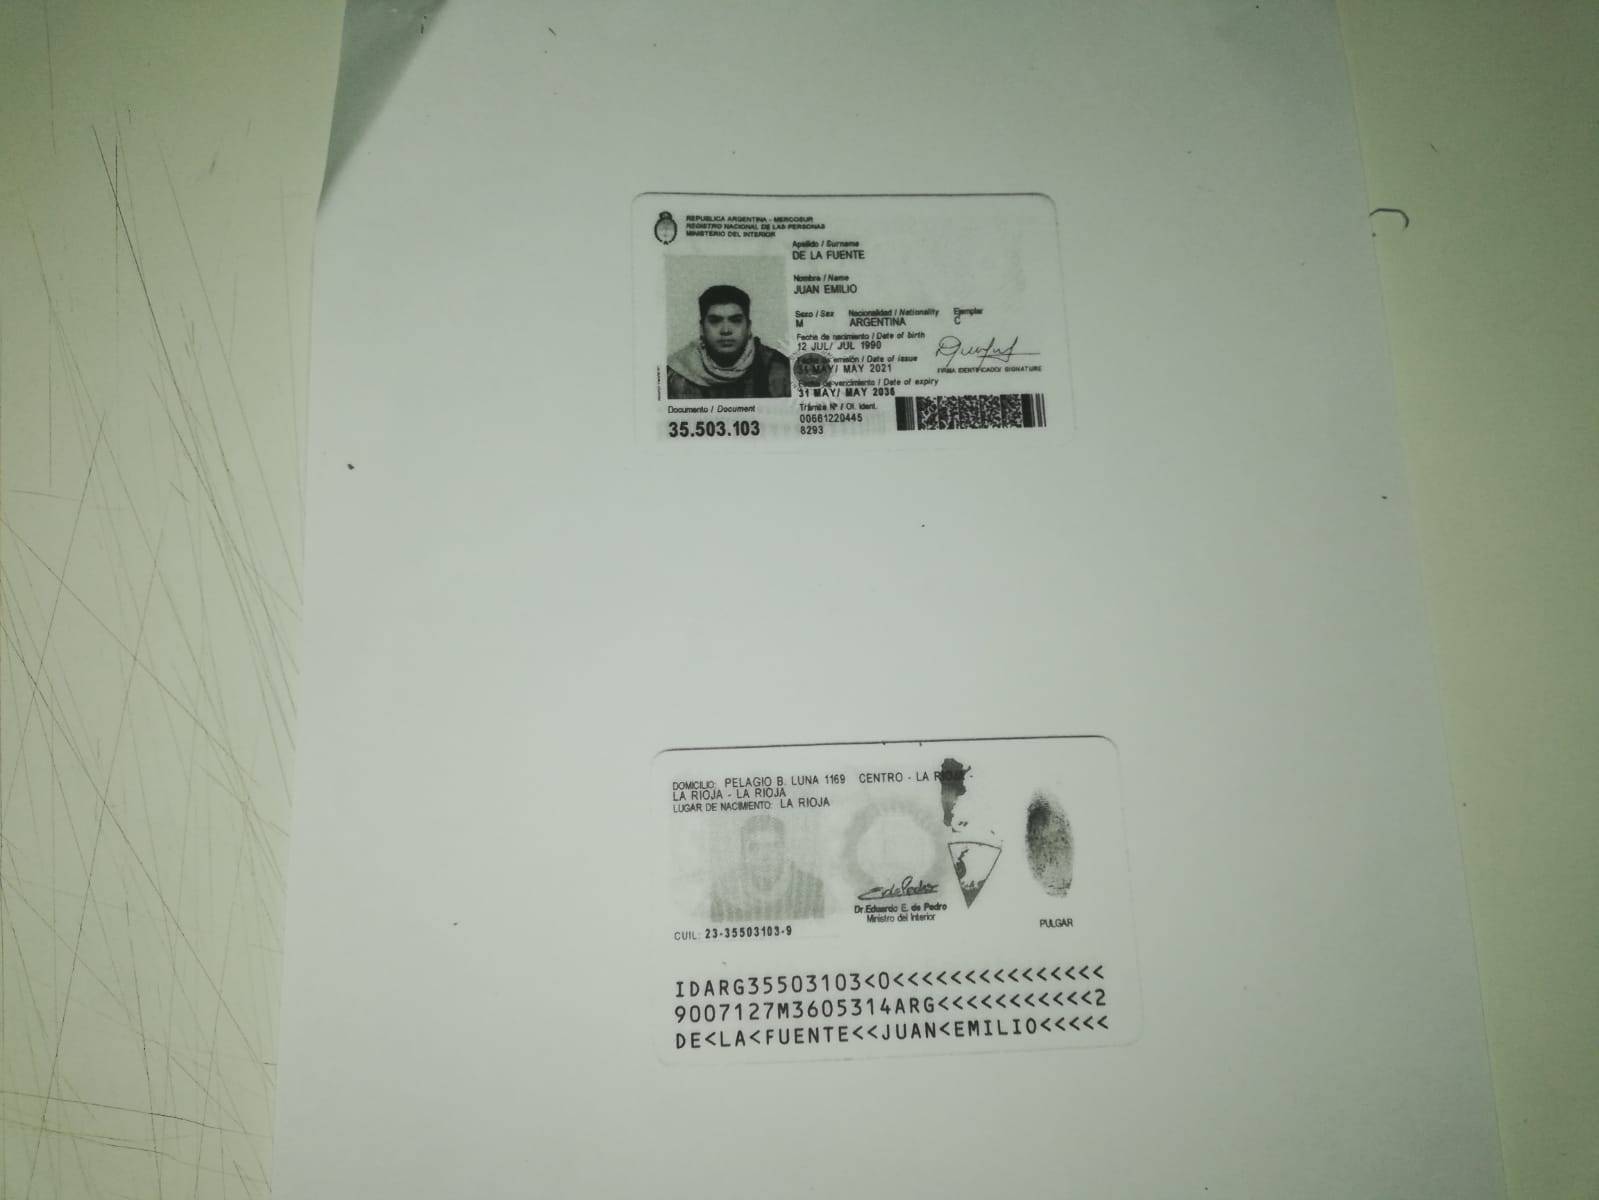 REPUBLICA ARGENTINA - MERCOSUR
REGISTRO NACIONAL DE LAS PERSONAS
MINISTERIO DEL INTERIOR
Apellido / Surname
DE LA FUENTE
Nombre / Name
JUAN EMILIO
Sexo / Sex Nacionalidad / Nationality Ejemplar
M ARGENTINA C
Fecha de nacimiento / Date of birth
12 JUL/ JUL 1990
Fecha de emisión / Date of issue
31 MAY/ MAY 2021
FIRMA IDENTIFICADO/ SIGNATURE
Fecha de vencimiento / Date of expiry
31 MAY/ MAY 2036
Documento / Document
35.503.103
Trámite Nº / Of. Ident.
00661220445
8293
DOMICILIO: PELAGIO B. LUNA 1169 CENTRO - LA RIOJA -
LA RIOJA - LA RIOJA
LUGAR DE NACIMIENTO: LA RIOJA
Dr. Eduardo E. de Pedro
Ministro del Interior
PULGAR
CUIL: 23-35503103-9
IDARG35503103<0<<<<<<<<<<<<<<<
9007127M3605314ARG<<<<<<<<<<<2
DE<LA<FUENTE<<JUAN<EMILIO<<<<<